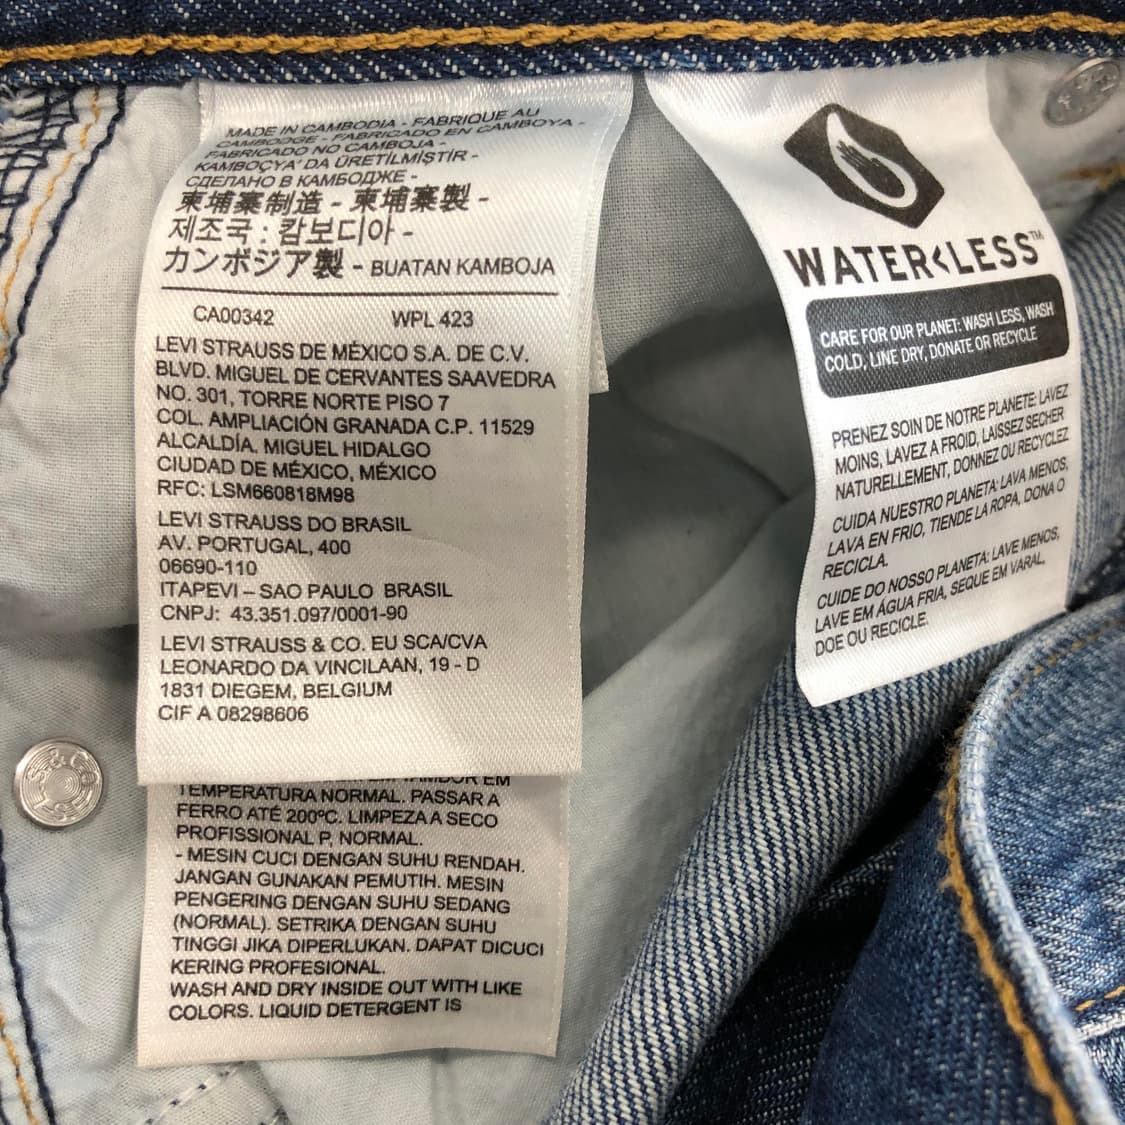 MADE IN CAMBODIA - FABRIQUE AU
CAMBODGE - FABRICADO EN CAMBOYA -
FABRICADO NO CAMBOJA -
KAMBOÇYA' DA ÜRETİLMİŞTİR -
СДЕЛАНО В КАМБОДЖЕ -
柬埔寨制造 - 柬埔寨製 -
제조국 : 캄보디아 -
カンボジア製 - BUATAN KAMBOJA
CA00342 WPL 423
LEVI STRAUSS DE MÉXICO S.A. DE C.V.
BLVD. MIGUEL DE CERVANTES SAAVEDRA
NO. 301, TORRE NORTE PISO 7
COL. AMPLIACIÓN GRANADA C.P. 11529
ALCALDÍA. MIGUEL HIDALGO
CIUDAD DE MÉXICO, MÉXICO
RFC: LSM660818M98
LEVI STRAUSS DO BRASIL
AV. PORTUGAL, 400
06690-110
ITAPEVI – SAO PAULO BRASIL
CNPJ: 43.351.097/0001-90
LEVI STRAUSS & CO. EU SCA/CVA
LEONARDO DA VINCILAAN, 19 - D
1831 DIEGEM, BELGIUM
CIF A 08298606
TAMBOR EM
TEMPERATURA NORMAL. PASSAR A
FERRO ATÉ 200ºC. LIMPEZA A SECO
PROFISSIONAL P, NORMAL.
- MESIN CUCI DENGAN SUHU RENDAH.
JANGAN GUNAKAN PEMUTIH. MESIN
PENGERING DENGAN SUHU SEDANG
(NORMAL). SETRIKA DENGAN SUHU
TINGGI JIKA DIPERLUKAN. DAPAT DICUCI
KERING PROFESIONAL.
WASH AND DRY INSIDE OUT WITH LIKE
COLORS. LIQUID DETERGENT IS
WATER<LESS™
CARE FOR OUR PLANET: WASH LESS, WASH
COLD, LINE DRY, DONATE OR RECYCLE
PRENEZ SOIN DE NOTRE PLANETE: LAVEZ
MOINS, LAVEZ A FROID, LAISSEZ SECHER
NATURELLEMENT, DONNEZ OU RECYCLEZ
CUIDA NUESTRO PLANETA: LAVA MENOS,
LAVA EN FRIO, TIENDE LA ROPA, DONA O
RECICLA.
CUIDE DO NOSSO PLANETA: LAVE MENOS,
LAVE EM ÁGUA FRIA, SEQUE EM VARAL,
DOE OU RECICLE.